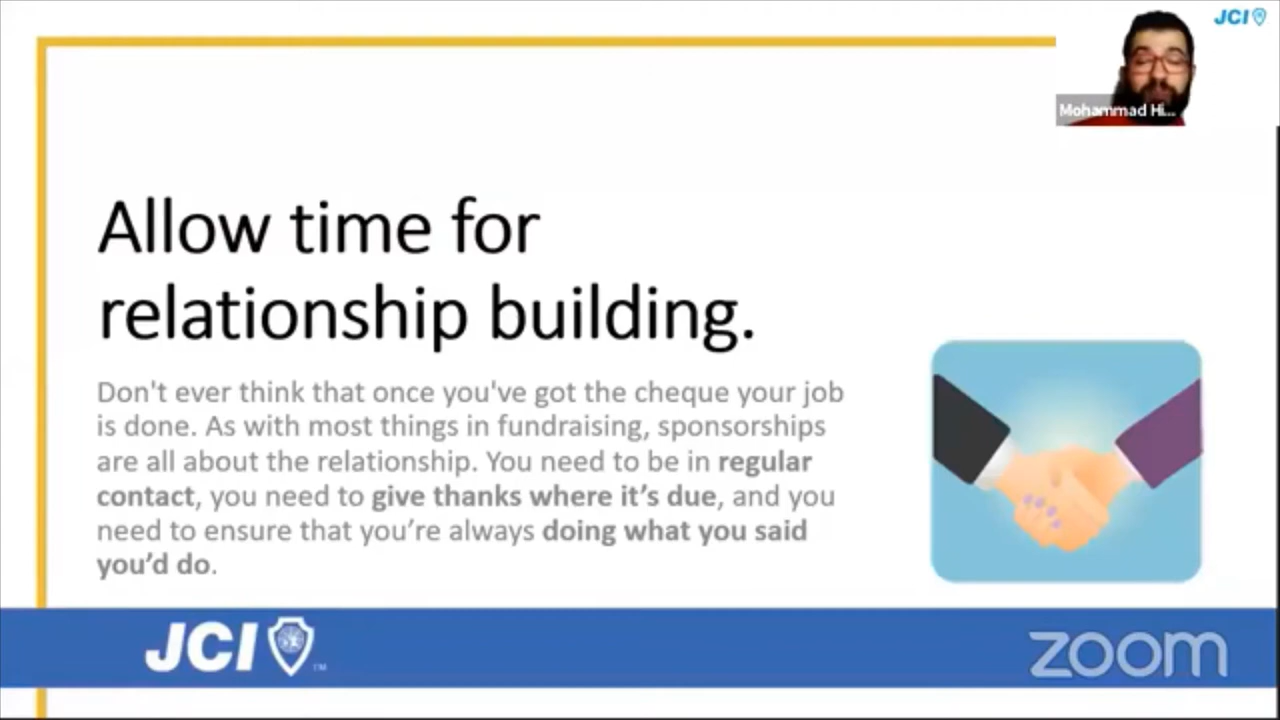 JCI
Mohammad Hi...
Allow time for
relationship building.
Don't ever think that once you've got the cheque your job
is done. As with most things in fundraising, sponsorships
are all about the relationship. You need to be in regular
contact, you need to give thanks where it’s due, and you
need to ensure that you’re always doing what you said
you’d do.
JCI TM
zoom